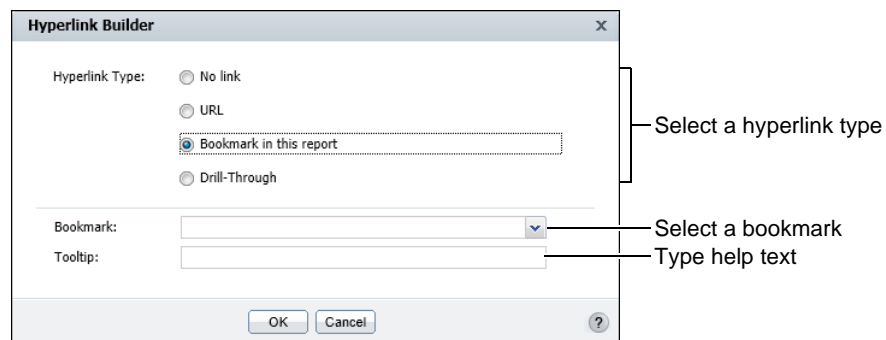 Hyperlink Builder
Hyperlink Type:
No link
URL
Bookmark in this report
Drill-Through
Select a hyperlink type
Bookmark:
Select a bookmark
Tooltip:
Type help text
OK
Cancel
?